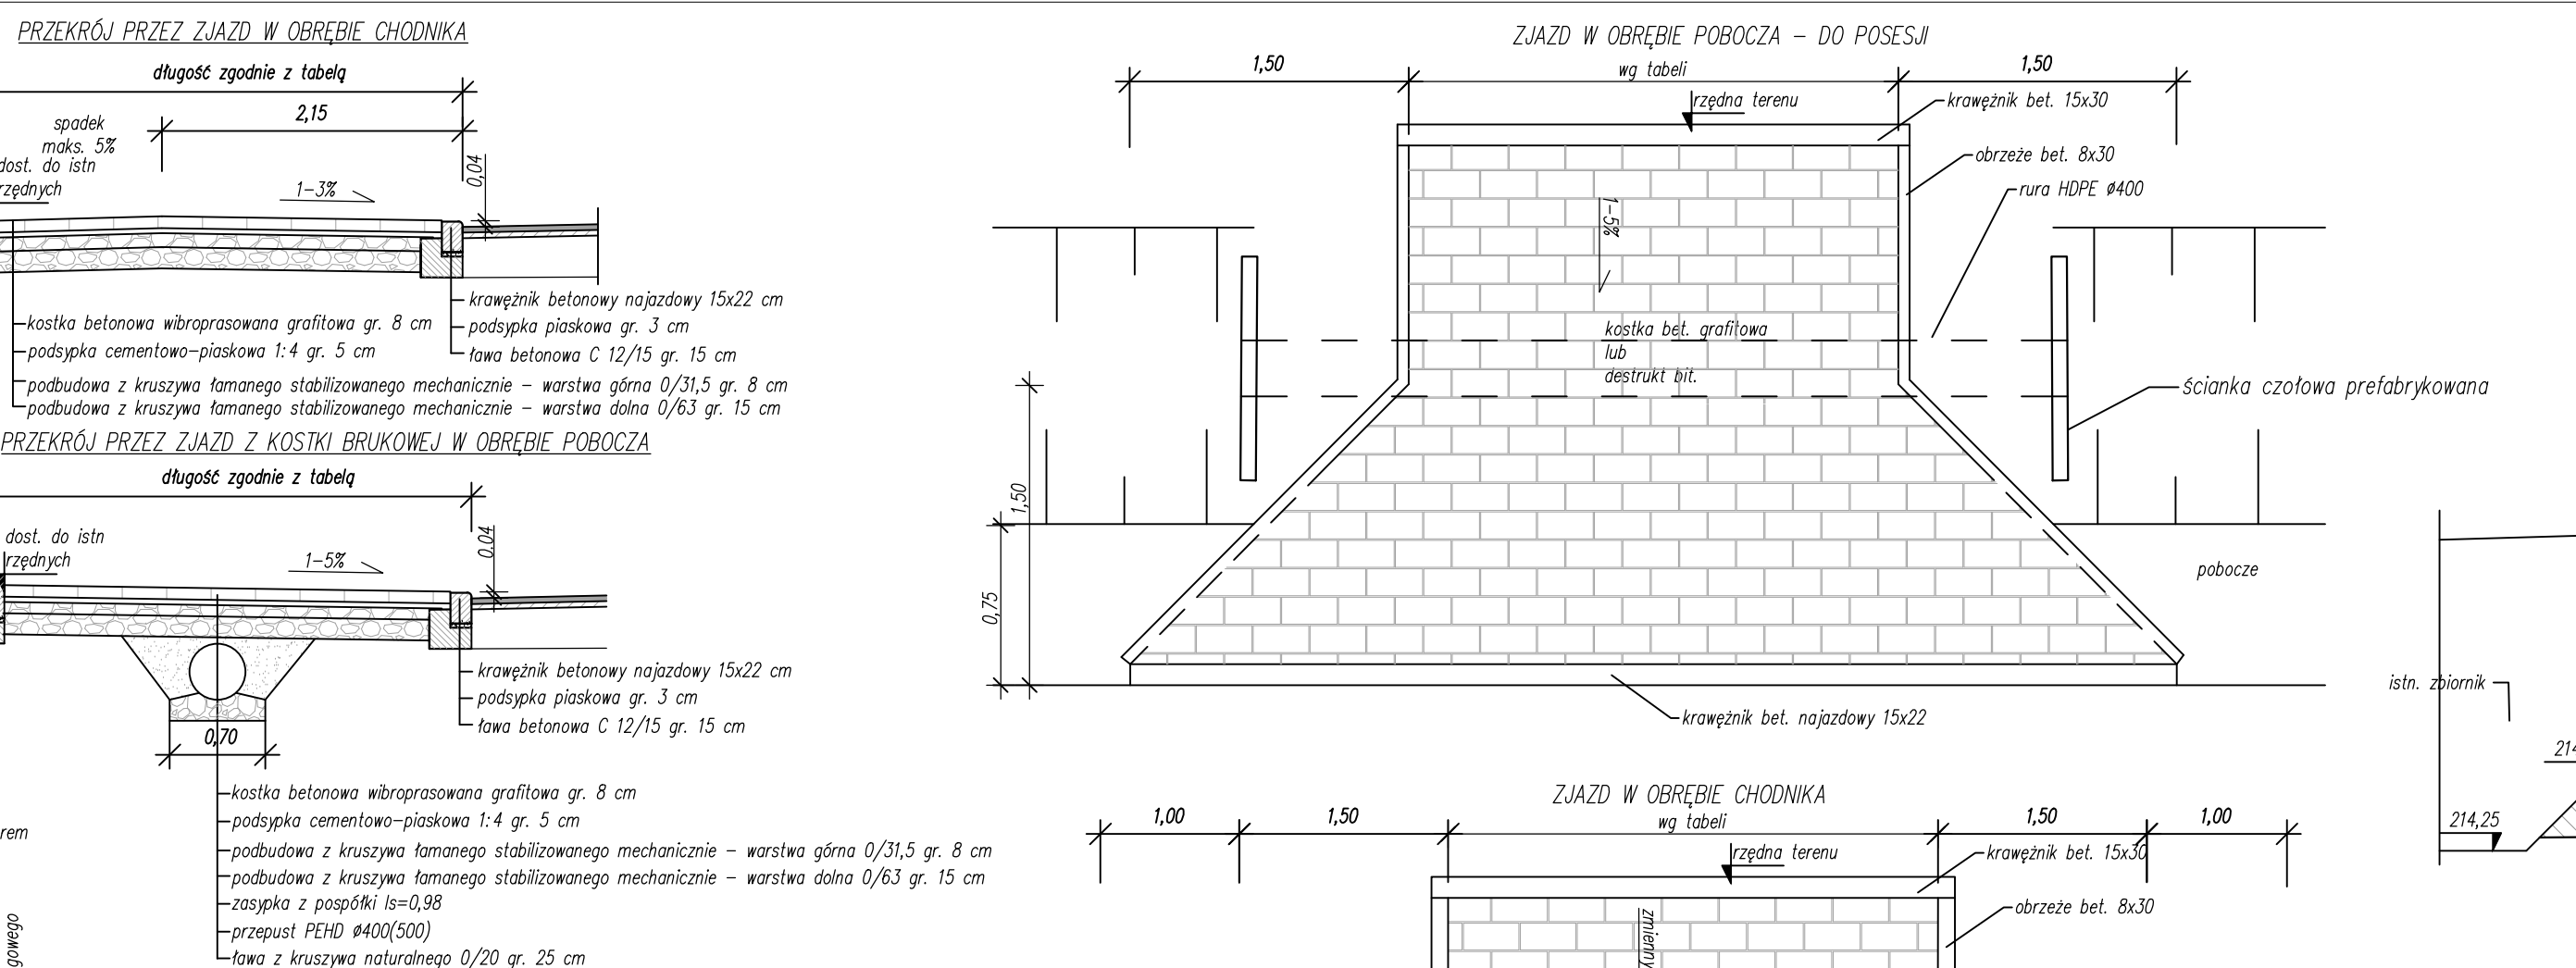 PRZEKRÓJ PRZEZ ZJAZD W OBRĘBIE CHODNIKA
długość zgodnie z tabelą
2,15
spadek
maks. 5%
dost. do istn
rzędnych
1-3%
0,04
krawężnik betonowy najazdowy 15x22 cm
podsypka piaskowa gr. 3 cm
ława betonowa C 12/15 gr. 15 cm
kostka betonowa wibroprasowana grafitowa gr. 8 cm
podsypka cementowo-piaskowa 1:4 gr. 5 cm
podbudowa z kruszywa łamanego stabilizowanego mechanicznie - warstwa górna 0/31,5 gr. 8 cm
podbudowa z kruszywa łamanego stabilizowanego mechanicznie - warstwa dolna 0/63 gr. 15 cm
PRZEKRÓJ PRZEZ ZJAZD Z KOSTKI BRUKOWEJ W OBRĘBIE POBOCZA
długość zgodnie z tabelą
dost. do istn
rzędnych
1-5%
0.04
krawężnik betonowy najazdowy 15x22 cm
podsypka piaskowa gr. 3 cm
ława betonowa C 12/15 gr. 15 cm
0,70
kostka betonowa wibroprasowana grafitowa gr. 8 cm
podsypka cementowo-piaskowa 1:4 gr. 5 cm
podbudowa z kruszywa łamanego stabilizowanego mechanicznie - warstwa górna 0/31,5 gr. 8 cm
podbudowa z kruszywa łamanego stabilizowanego mechanicznie - warstwa dolna 0/63 gr. 15 cm
zasypka z pospółki Is=0,98
przepust PEHD ø400(500)
ława z kruszywa naturalnego 0/20 gr. 25 cm
rem
gowego
ZJAZD W OBRĘBIE POBOCZA - DO POSESJI
1,50
wg tabeli
1,50
rzędna terenu
krawężnik bet. 15x30
obrzeże bet. 8x30
rura HDPE ø400
1-5%
kostka bet. grafitowa
lub
destrukt bit.
ścianka czołowa prefabrykowana
1,50
0,75
pobocze
krawężnik bet. najazdowy 15x22
ZJAZD W OBRĘBIE CHODNIKA
1,00
1,50
wg tabeli
1,50
1,00
rzędna terenu
krawężnik bet. 15x30
obrzeże bet. 8x30
zmienny
istn. zbiornik
214
214,25